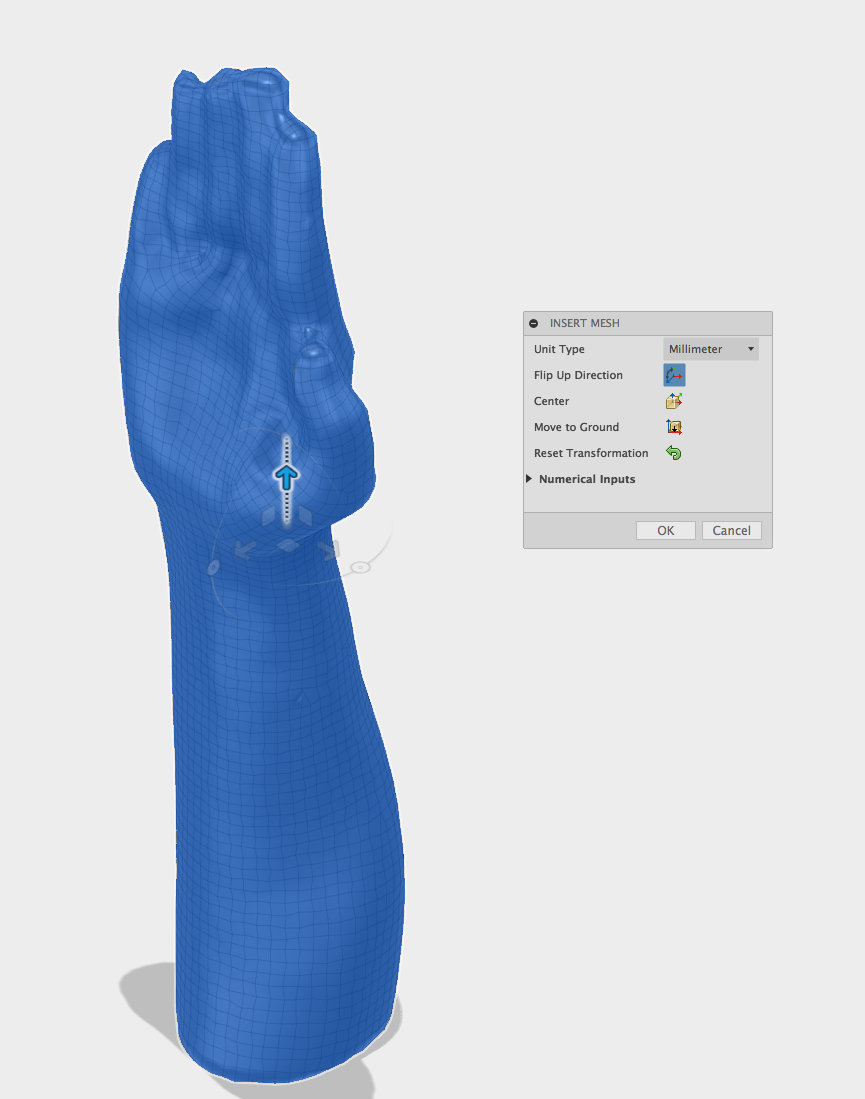 INSERT MESH
Unit Type Millimeter
Flip Up Direction
Center
Move to Ground
Reset Transformation
Numerical Inputs
OK Cancel